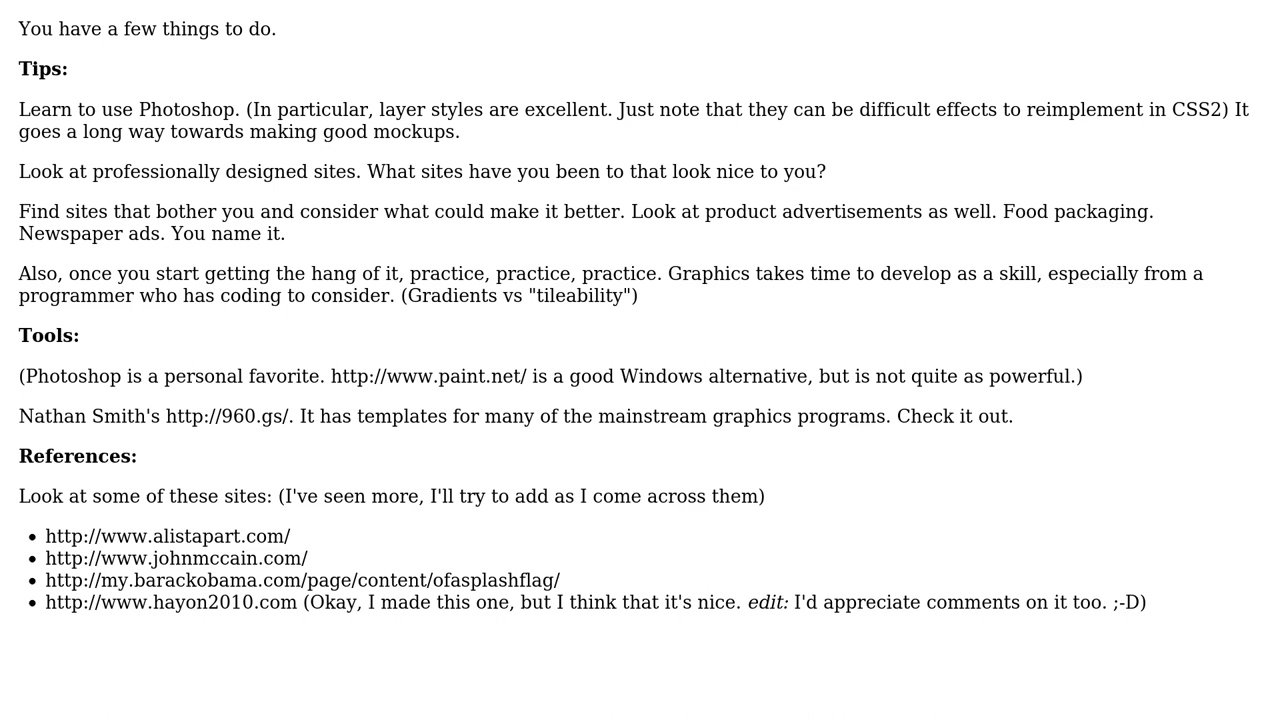 You have a few things to do.
Tips:
Learn to use Photoshop. (In particular, layer styles are excellent. Just note that they can be difficult effects to reimplement in CSS2) It
goes a long way towards making good mockups.
Look at professionally designed sites. What sites have you been to that look nice to you?
Find sites that bother you and consider what could make it better. Look at product advertisements as well. Food packaging.
Newspaper ads. You name it.
Also, once you start getting the hang of it, practice, practice, practice. Graphics takes time to develop as a skill, especially from a
programmer who has coding to consider. (Gradients vs "tileability")
Tools:
(Photoshop is a personal favorite. http://www.paint.net/ is a good Windows alternative, but is not quite as powerful.)
Nathan Smith's http://960.gs/. It has templates for many of the mainstream graphics programs. Check it out.
References:
Look at some of these sites: (I've seen more, I'll try to add as I come across them)
• http://www.alistapart.com/
• http://www.johnmccain.com/
• http://my.barackobama.com/page/content/ofasplashflag/
• http://www.hayon2010.com (Okay, I made this one, but I think that it's nice. edit: I'd appreciate comments on it too. ;-D)